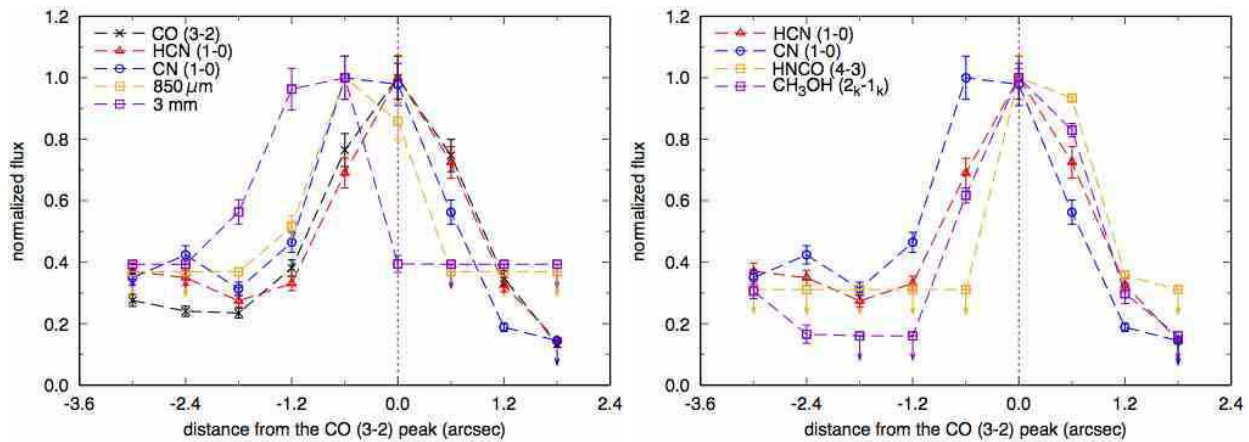 1.2
1.0
0.8
0.6
0.4
0.2
0.0
normalized flux
CO (3-2)
HCN (1-0)
CN (1-0)
850 μm
3 mm
-3.6
-2.4
-1.2
0.0
1.2
2.4
distance from the CO (3-2) peak (arcsec)
1.2
1.0
0.8
0.6
0.4
0.2
0.0
normalized flux
HCN (1-0)
CN (1-0)
HNCO (4-3)
CH₃OH (2ₖ-1ₖ)
-3.6
-2.4
-1.2
0.0
1.2
2.4
distance from the CO (3-2) peak (arcsec)